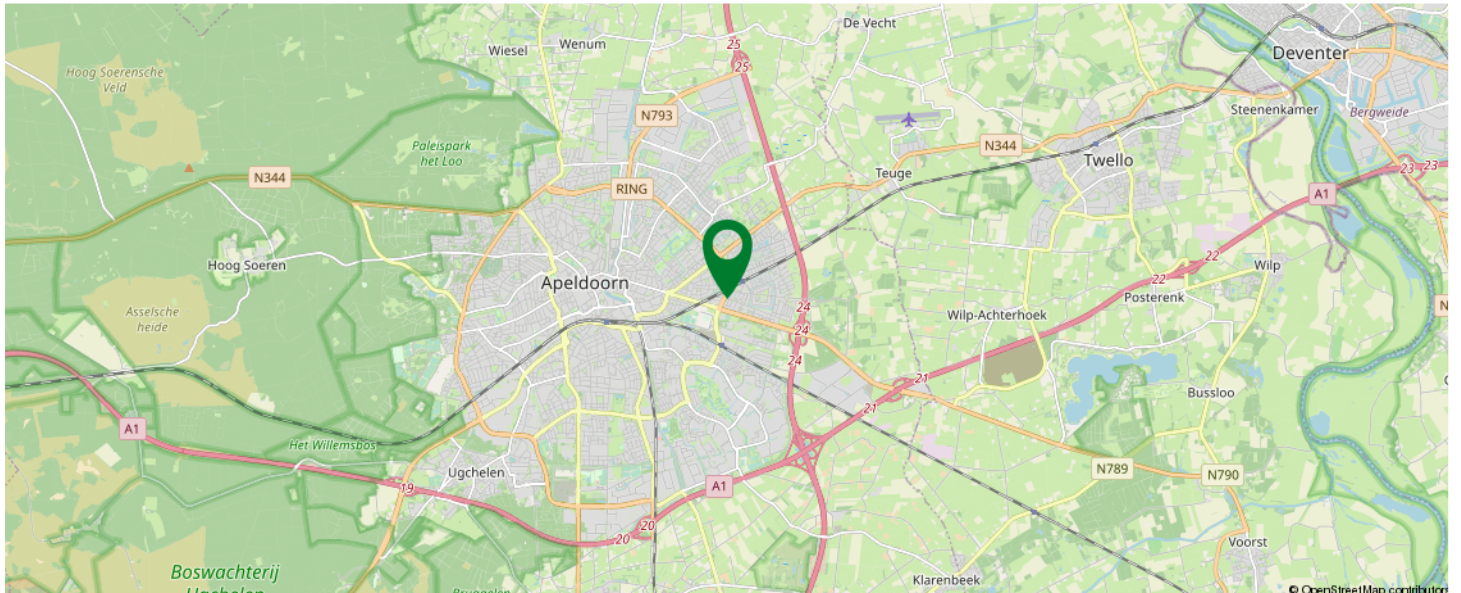 De Vecht
Wiesel
Wenum
25
25
Deventer
Hoog Soerensche
Veld
Steenenkamer
Bergweide
N793
Paleispark
het Loo
N344
Twello
23
23
Teuge
N344
RING
A1
Hoog Soeren
22
22
Wilp
Apeldoorn
Posterenk
Asselsche
heide
24
24
24
Wilp-Achterhoek
N
21
21
Bussloo
A1
Het Willemsbos
Ugchelen
N789
N790
19
A1
20
20
Voorst
Boswachterij
Ugchelen
Klarenbeek
Bruggelen
© OpenStreetMap contributors